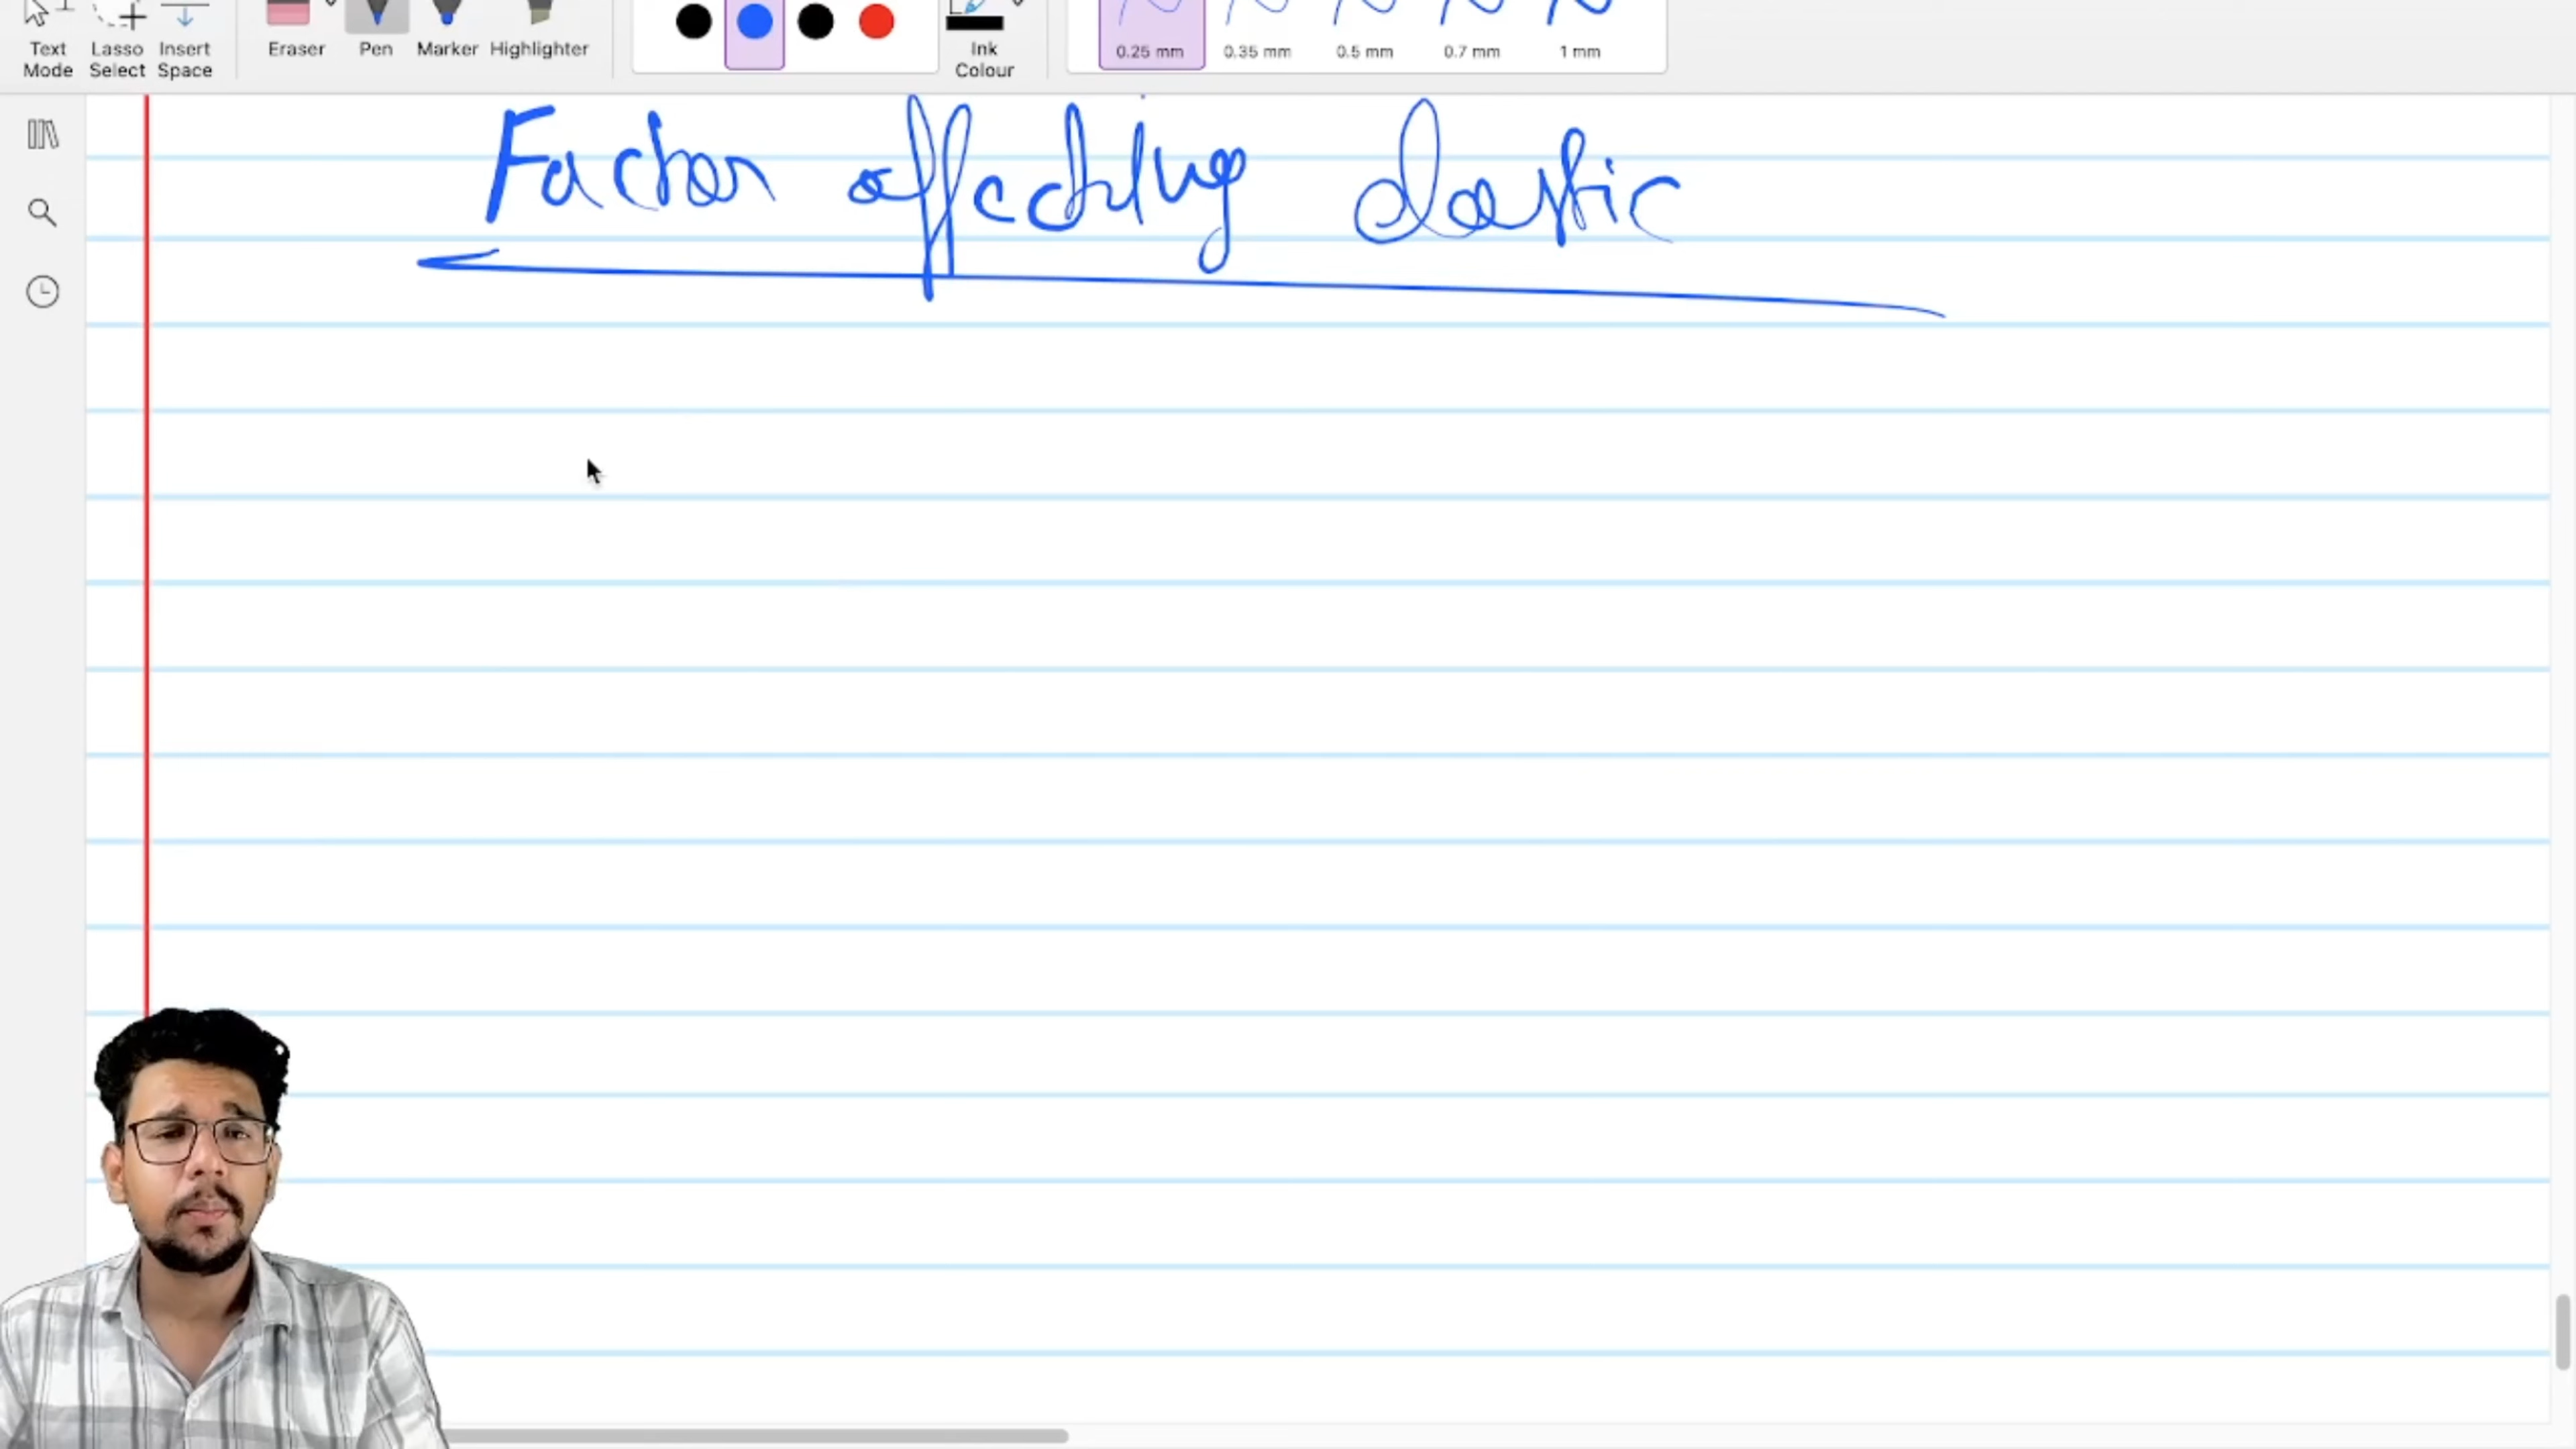 Text Mode
Lasso Select
Insert Space
Eraser
Pen
Marker
Highlighter
Ink Colour
0.25 mm
0.35 mm
0.5 mm
0.7 mm
1 mm
Factor affecting elastic